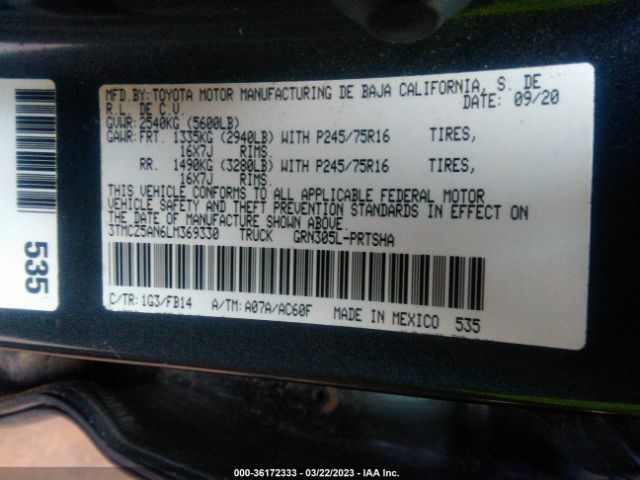 MFD.BY:TOYOTA MOTOR MANUFACTURING DE BAJA CALIFORNIA, S. DE
R.L. DE C.V. DATE: 09/20
GVWR:2540KG (5600LB)
GAWR:FRT. 1335KG (2940LB) WITH P245/75R16 TIRES,
16X7J RIMS.
RR. 1490KG (3280LB) WITH P245/75R16 TIRES,
16X7J RIMS.
THIS VEHICLE CONFORMS TO ALL APPLICABLE FEDERAL MOTOR
VEHICLE SAFETY AND THEFT PREVENTION STANDARDS IN EFFECT ON
THE DATE OF MANUFACTURE SHOWN ABOVE.
3TMCZ5AN6LM369330 TRUCK GRN305L-PRTSHA
C/TR:1G3/FB14 A/TM:A07A/AC60F MADE IN MEXICO 535
535
000-36172333 - 03/22/2023 - IAA Inc.